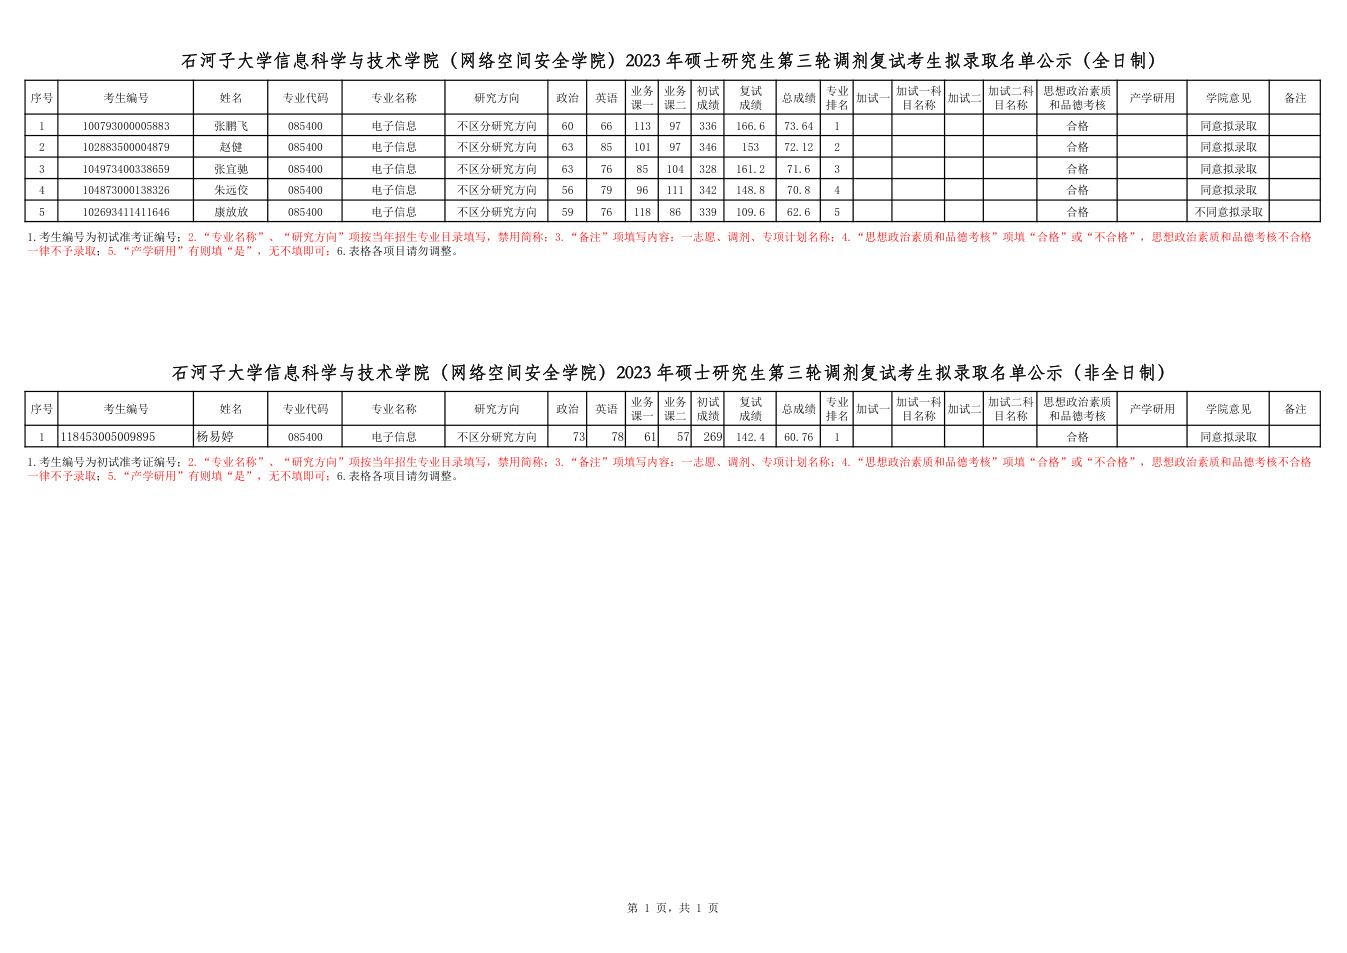 石河子大学信息科学与技术学院（网络空间安全学院）2023 年硕士研究生第三轮调剂复试考生拟录取名单公示（全日制）
序号 考生编号 姓名 专业代码 专业名称 研究方向 政治 英语 业务课一 业务课二 初试成绩 复试成绩 总成绩 专业排名 加试一 加试一科目名称 加试二 加试二科目名称 思想政治素质和品德考核 产学研用 学院意见 备注
1 100793000005883 张鹏飞 085400 电子信息 不区分研究方向 60 66 113 97 336 166.6 73.64 1 合格 同意拟录取
2 102883500004879 赵健 085400 电子信息 不区分研究方向 63 85 101 97 346 153 72.12 2 合格 同意拟录取
3 104973400338659 张宜驰 085400 电子信息 不区分研究方向 63 76 85 104 328 161.2 71.6 3 合格 同意拟录取
4 104873000138326 朱远佼 085400 电子信息 不区分研究方向 56 79 96 111 342 148.8 70.8 4 合格 同意拟录取
5 102693411411646 康放放 085400 电子信息 不区分研究方向 59 76 118 86 339 109.6 62.6 5 合格 不同意拟录取
1.考生编号为初试准考证编号；2.“专业名称”、“研究方向”项按当年招生专业目录填写，禁用简称；3.“备注”项填写内容：一志愿、调剂、专项计划名称；4.“思想政治素质和品德考核”项填“合格”或“不合格”，思想政治素质和品德考核不合格
一律不予录取；5.“产学研用”有则填“是”，无不填即可；6.表格各项目请勿调整。
石河子大学信息科学与技术学院（网络空间安全学院）2023 年硕士研究生第三轮调剂复试考生拟录取名单公示（非全日制）
序号 考生编号 姓名 专业代码 专业名称 研究方向 政治 英语 业务课一 业务课二 初试成绩 复试成绩 总成绩 专业排名 加试一 加试一科目名称 加试二 加试二科目名称 思想政治素质和品德考核 产学研用 学院意见 备注
1 118453005009895 杨易婷 085400 电子信息 不区分研究方向 73 78 61 57 269 142.4 60.76 1 合格 同意拟录取
1.考生编号为初试准考证编号；2.“专业名称”、“研究方向”项按当年招生专业目录填写，禁用简称；3.“备注”项填写内容：一志愿、调剂、专项计划名称；4.“思想政治素质和品德考核”项填“合格”或“不合格”，思想政治素质和品德考核不合格
一律不予录取；5.“产学研用”有则填“是”，无不填即可；6.表格各项目请勿调整。
第 1 页，共 1 页